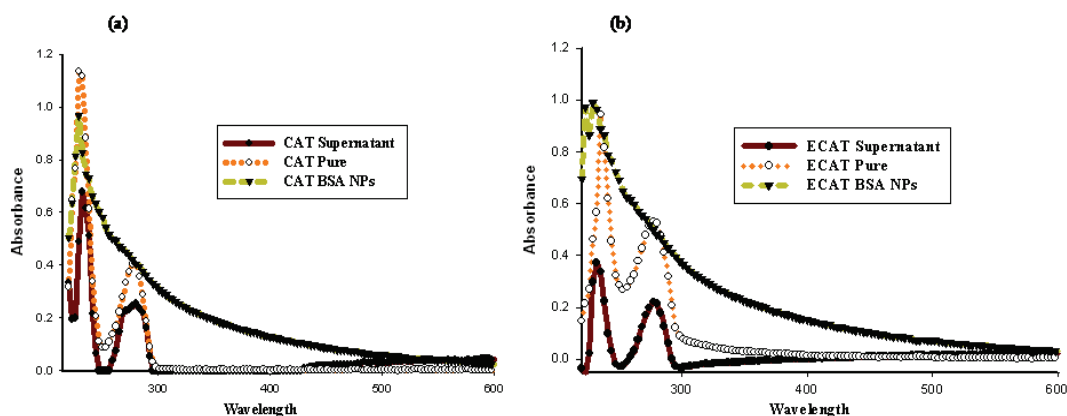 (a)
1.2
1.0
0.8
0.6
0.4
0.2
0.0
Absorbance
CAT Supernatant
CAT Pure
CAT BSA NPs
300
400
500
600
Wavelength
(b)
1.2
1.0
0.8
0.6
0.4
0.2
0.0
Absorbance
ECAT Supernatant
ECAT Pure
ECAT BSA NPs
300
400
500
600
Wavelength